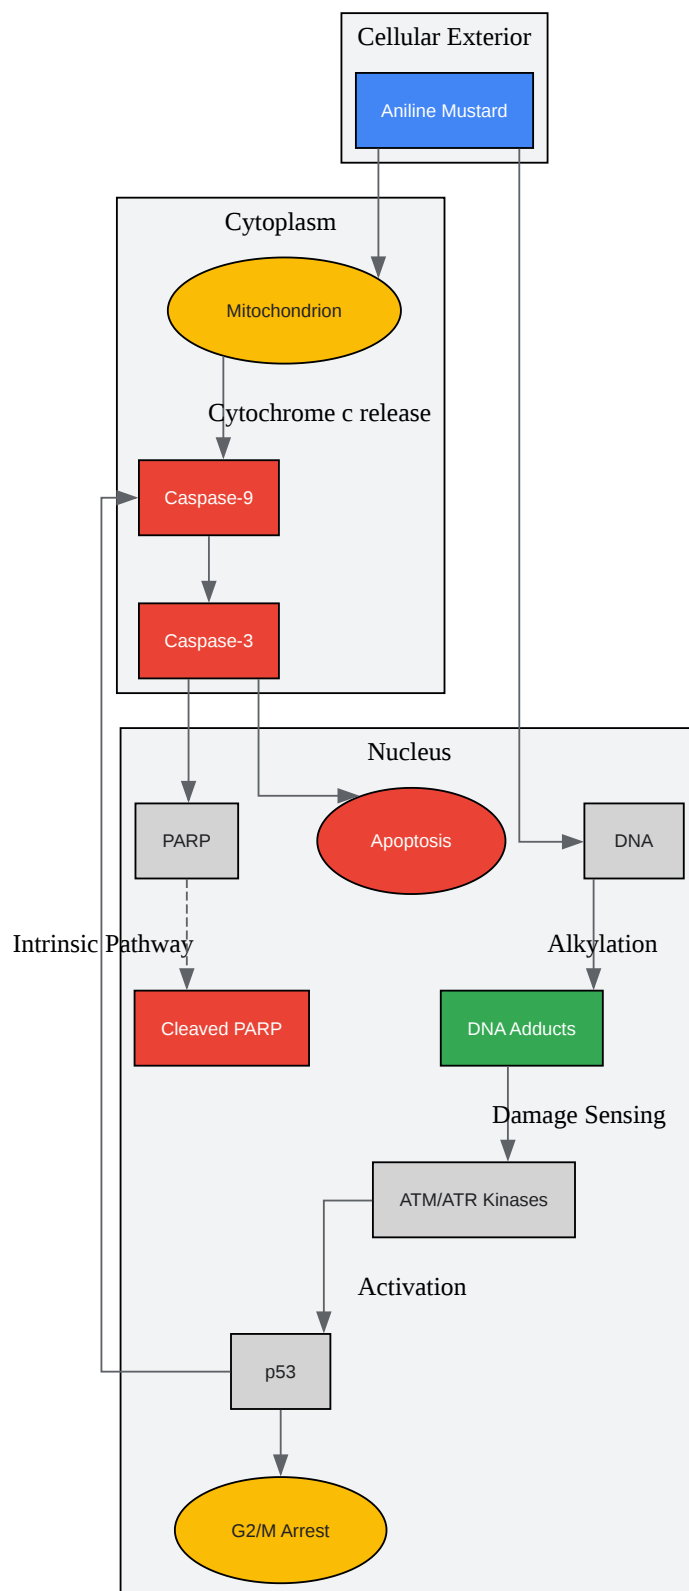 Cellular Exterior
Aniline Mustard
Cytoplasm
Mitochondrion
Cytochrome c release
Caspase-9
Caspase-3
Nucleus
PARP
Apoptosis
DNA
Intrinsic Pathway
Alkylation
Cleaved PARP
DNA Adducts
Damage Sensing
ATM/ATR Kinases
Activation
p53
G2/M Arrest